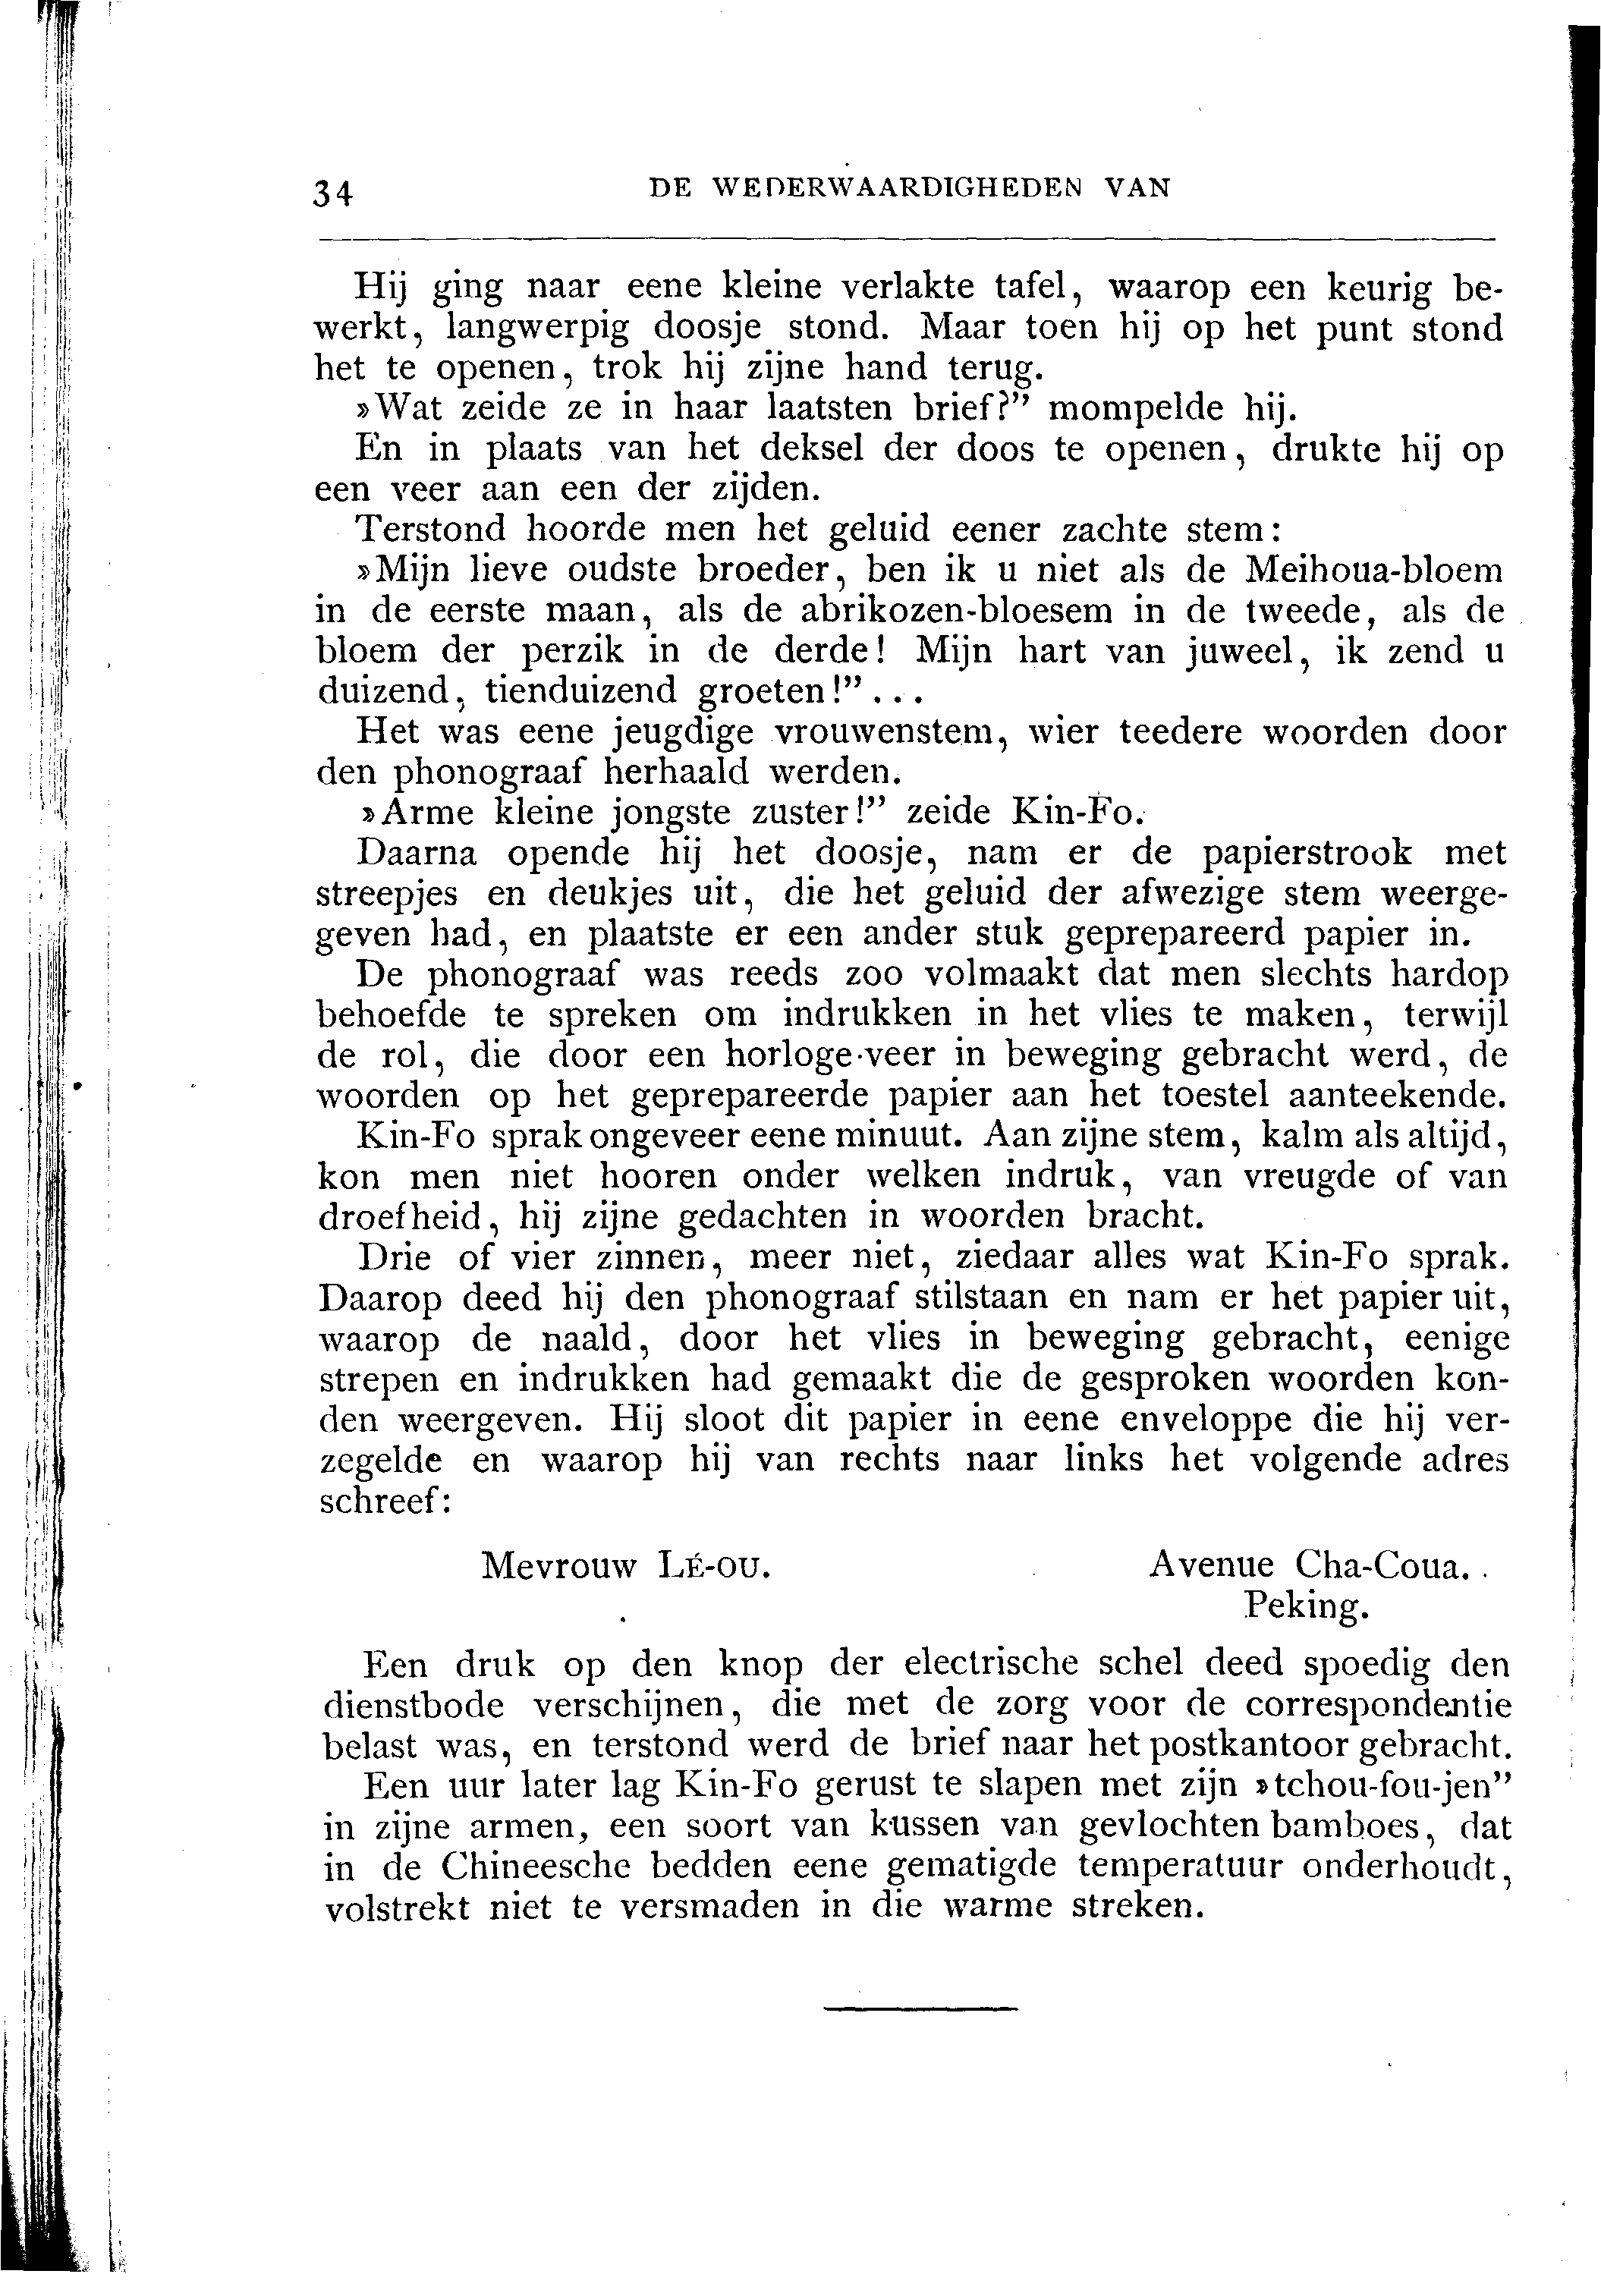 34 DE WEDERWAARDIGHEDEN VAN
Hij ging naar eene kleine verlakte tafel, waarop een keurig be-
werkt, langwerpig doosje stond. Maar toen hij op het punt stond
het te openen, trok hij zijne hand terug.
»Wat zeide ze in haar laatsten brief?” mompelde hij.
En in plaats van het deksel der doos te openen, drukte hij op
een veer aan een der zijden.
Terstond hoorde men het geluid eener zachte stem:
»Mijn lieve oudste broeder, ben ik u niet als de Meihoua-bloem
in de eerste maan, als de abrikozen-bloesem in de tweede, als de
bloem der perzik in de derde! Mijn hart van juweel, ik zend u
duizend, tienduizend groeten!”...
Het was eene jeugdige vrouwenstem, wier teedere woorden door
den phonograaf herhaald werden.
»Arme kleine jongste zuster!” zeide Kin-Fo.
Daarna opende hij het doosje, nam er de papierstrook met
streepjes en deukjes uit, die het geluid der afwezige stem weerge-
geven had, en plaatste er een ander stuk geprepareerd papier in.
De phonograaf was reeds zoo volmaakt dat men slechts hardop
behoefde te spreken om indrukken in het vlies te maken, terwijl
de rol, die door een horloge-veer in beweging gebracht werd, de
woorden op het geprepareerde papier aan het toestel aanteekende.
Kin-Fo sprak ongeveer eene minuut. Aan zijne stem, kalm als altijd,
kon men niet hooren onder welken indruk, van vreugde of van
droefheid, hij zijne gedachten in woorden bracht.
Drie of vier zinnen, meer niet, ziedaar alles wat Kin-Fo sprak.
Daarop deed hij den phonograaf stilstaan en nam er het papier uit,
waarop de naald, door het vlies in beweging gebracht, eenige
strepen en indrukken had gemaakt die de gesproken woorden kon-
den weergeven. Hij sloot dit papier in eene enveloppe die hij ver-
zegelde en waarop hij van rechts naar links het volgende adres
schreef:
Mevrouw LÉ-OU. Avenue Cha-Coua.
Peking.
Een druk op den knop der electrische schel deed spoedig den
dienstbode verschijnen, die met de zorg voor de correspondentie
belast was, en terstond werd de brief naar het postkantoor gebracht.
Een uur later lag Kin-Fo gerust te slapen met zijn »tchou-fou-jen”
in zijne armen, een soort van kussen van gevlochten bamboes, dat
in de Chineesche bedden eene gematigde temperatuur onderhoudt,
volstrekt niet te versmaden in die warme streken.